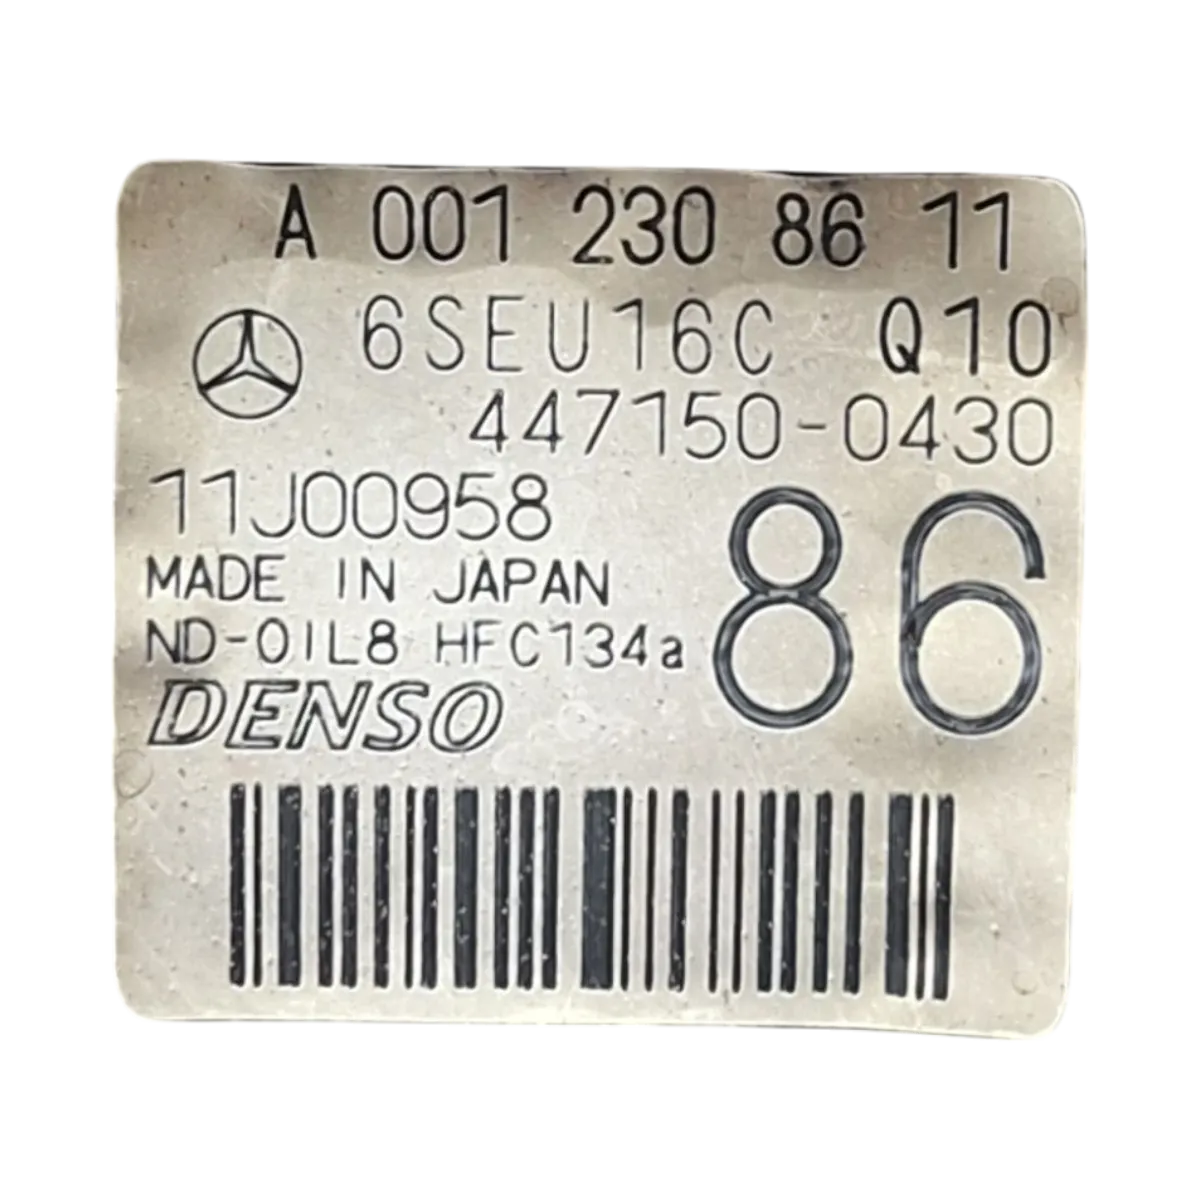 A 001 230 86 11
6SEU16C Q10
447150-0430
11J00958
86
MADE IN JAPAN
ND-OIL8 HFC134a
DENSO